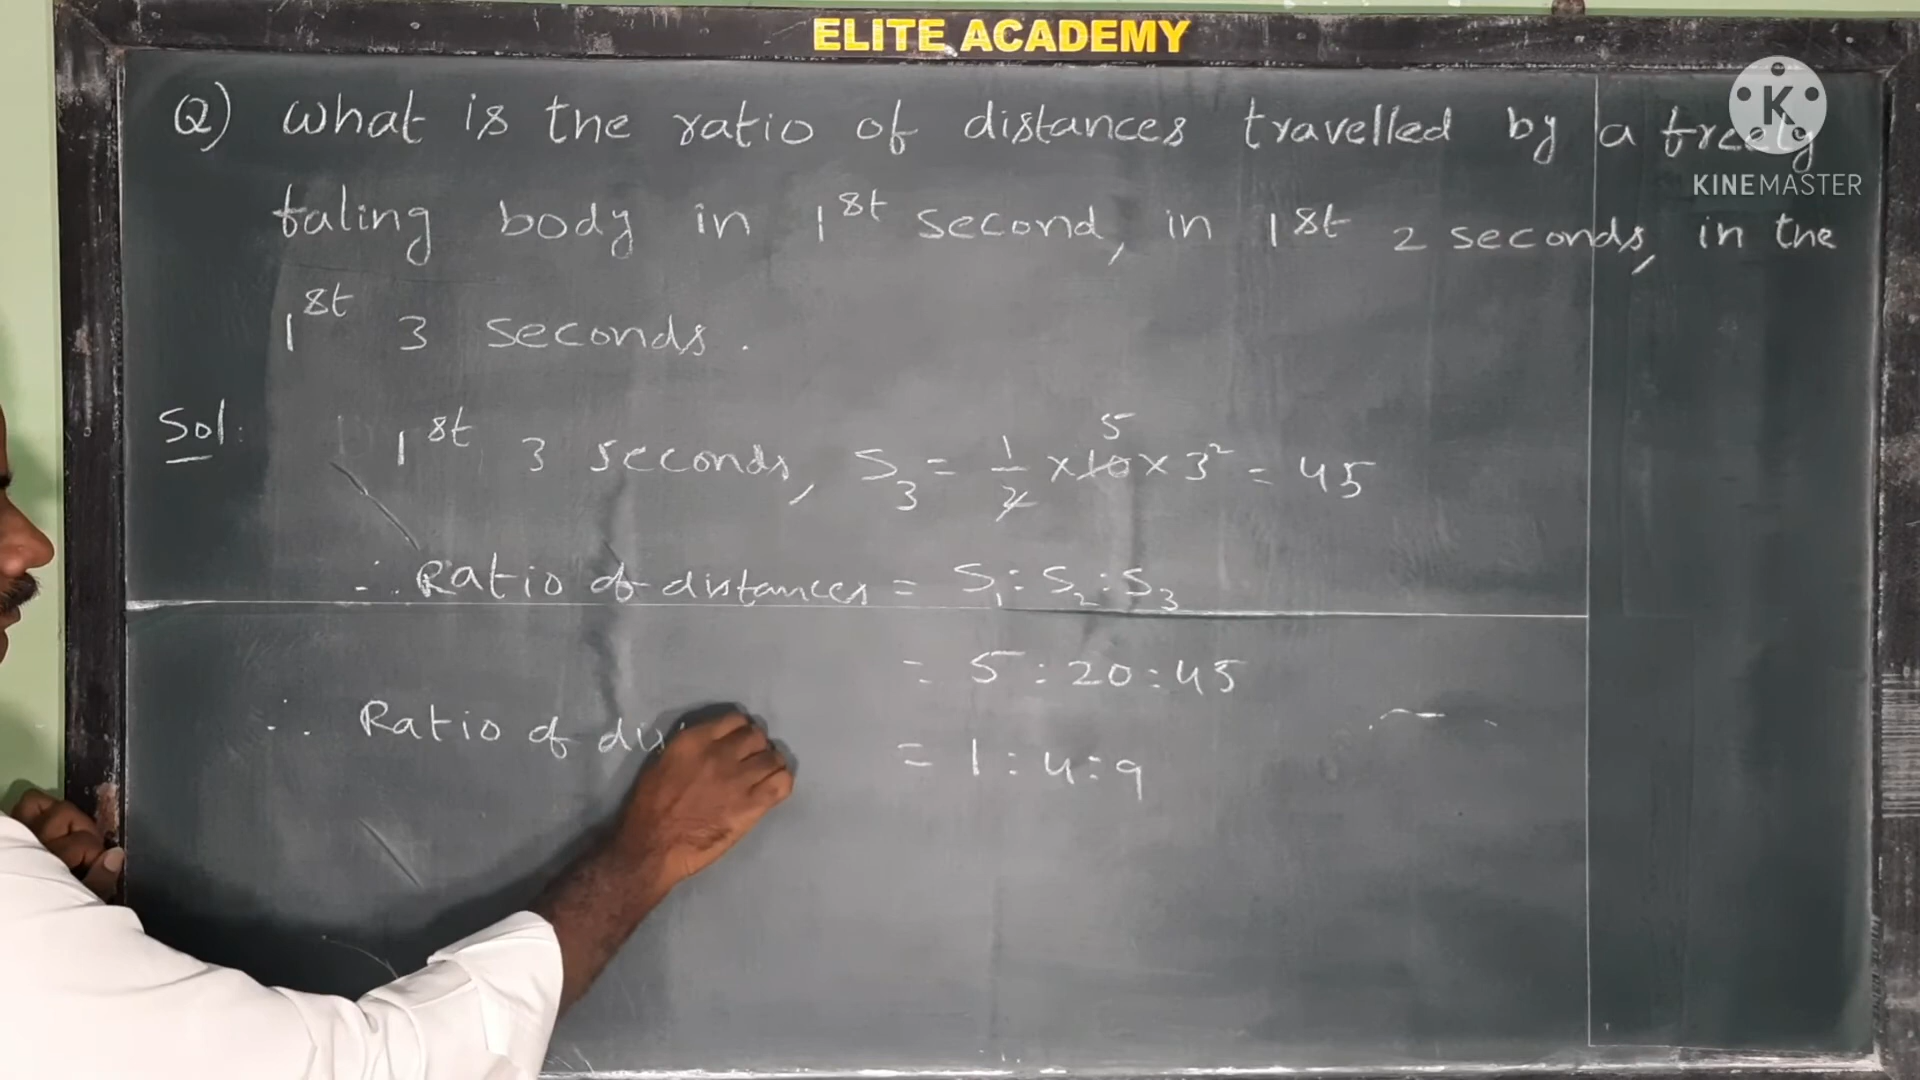 ELITE ACADEMY
K
KINEMASTER
Q) What is the ratio of distances travelled by a freely
faling body in 1st second, in 1st 2 seconds, in the
1st 3 seconds.
Sol:
1st 3 seconds, S₃ = 1/2 × 10 × 3² = 45
5
∴ Ratio of distances = S₁ : S₂ : S₃
= 5 : 20 : 45
∴ Ratio of dis
= 1 : 4 : 9